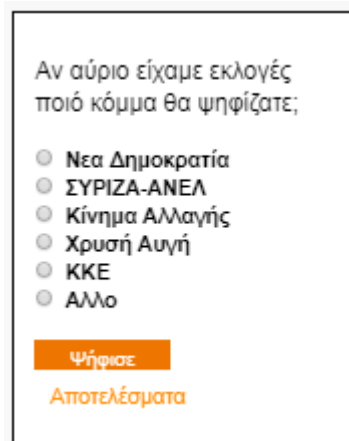 Αν αύριο είχαμε εκλογές
ποιό κόμμα θα ψηφίζατε;
Νεα Δημοκρατία
ΣΥΡΙΖΑ-ΑΝΕΛ
Κίνημα Αλλαγής
Χρυσή Αυγή
ΚΚΕ
Αλλο
Ψήφισε
Αποτελέσματα